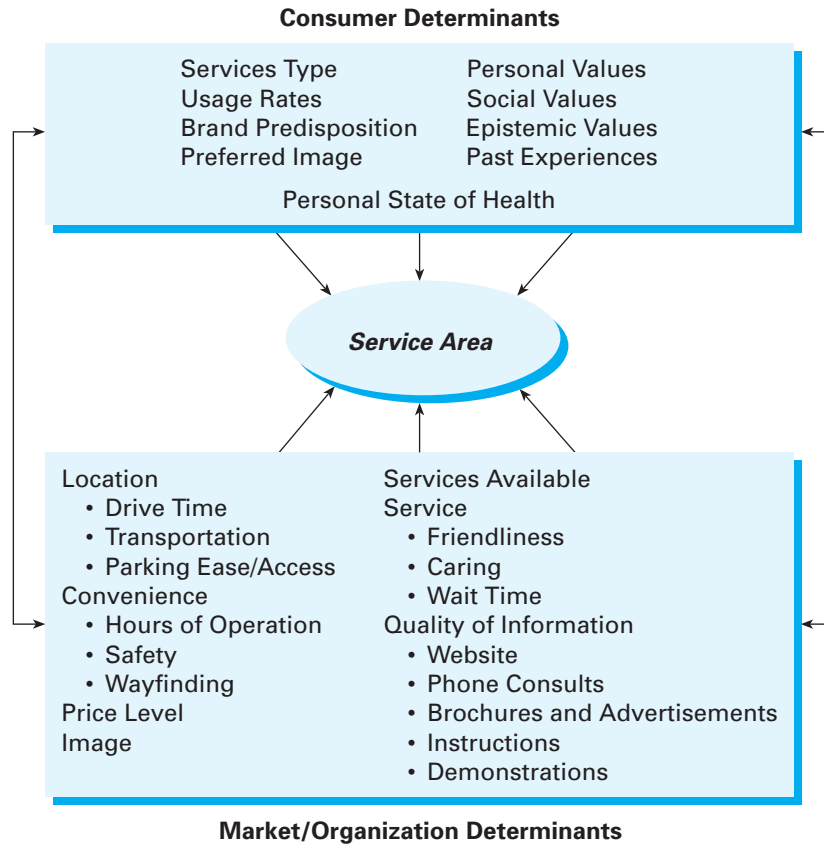 Consumer Determinants
Services Type
Usage Rates
Brand Predisposition
Preferred Image
Personal Values
Social Values
Epistemic Values
Past Experiences
Personal State of Health
Service Area
Location
• Drive Time
• Transportation
• Parking Ease/Access
Convenience
• Hours of Operation
• Safety
• Wayfinding
Price Level
Image
Services Available
Service
• Friendliness
• Caring
• Wait Time
Quality of Information
• Website
• Phone Consults
• Brochures and Advertisements
• Instructions
• Demonstrations
Market/Organization Determinants